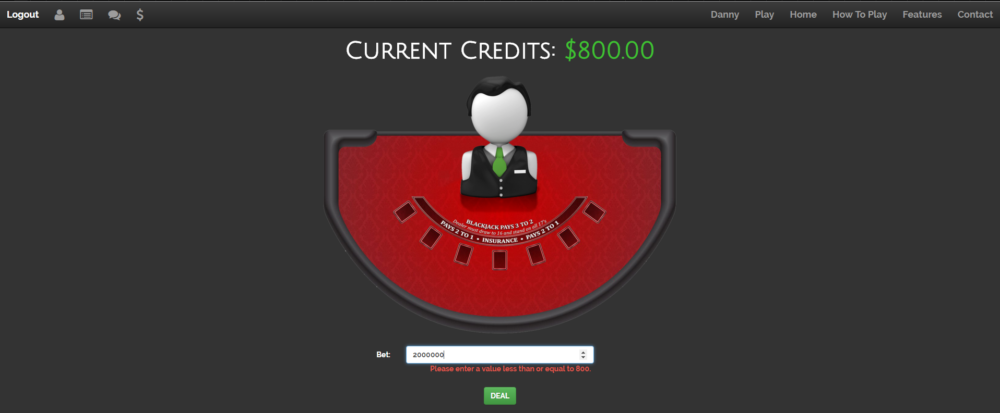 Logout $ Danny Play Home How To Play Features Contact
Current Credits: $800.00
BLACKJACK PAYS 3 TO 2
Dealer must draw to 16 and stand on all 17's
PAYS 2 TO 1 • INSURANCE • PAYS 2 TO 1
Bet: 2000000
Please enter a value less than or equal to 800.
DEAL